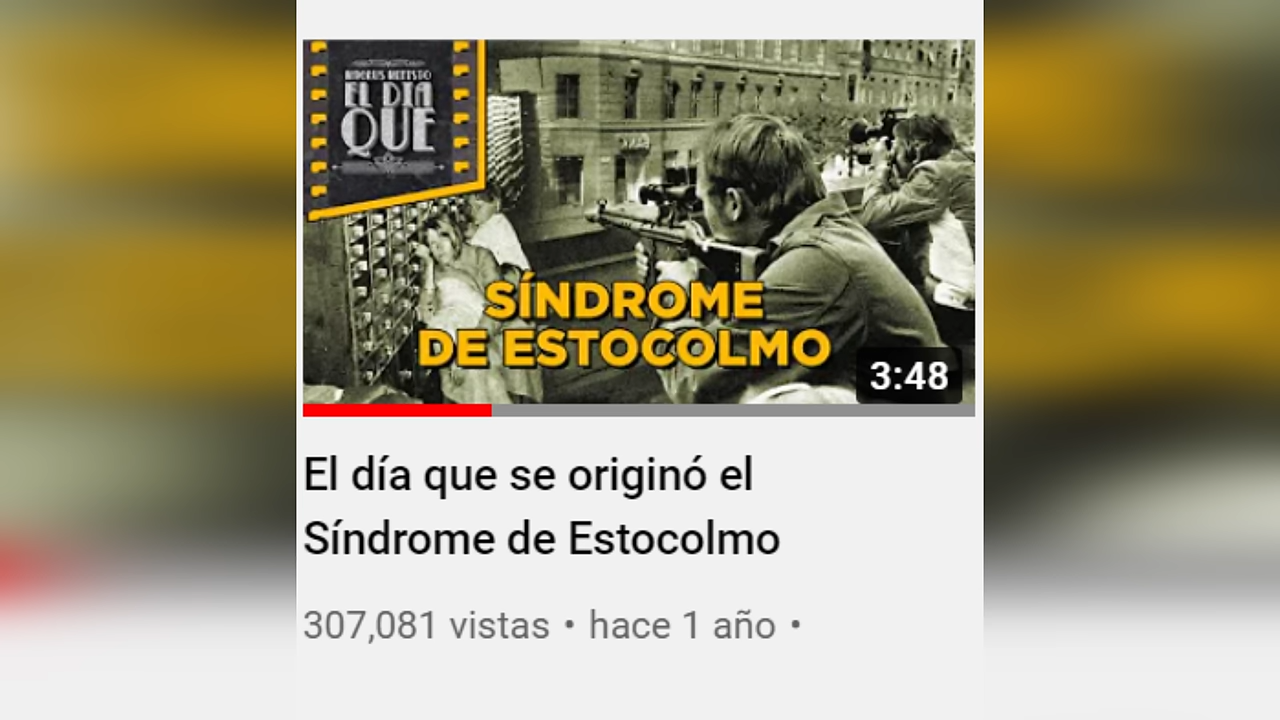 EL DIA
QUE
SÍNDROME
DE ESTOCOLMO
3:48
El día que se originó el
Síndrome de Estocolmo
307,081 vistas • hace 1 año •